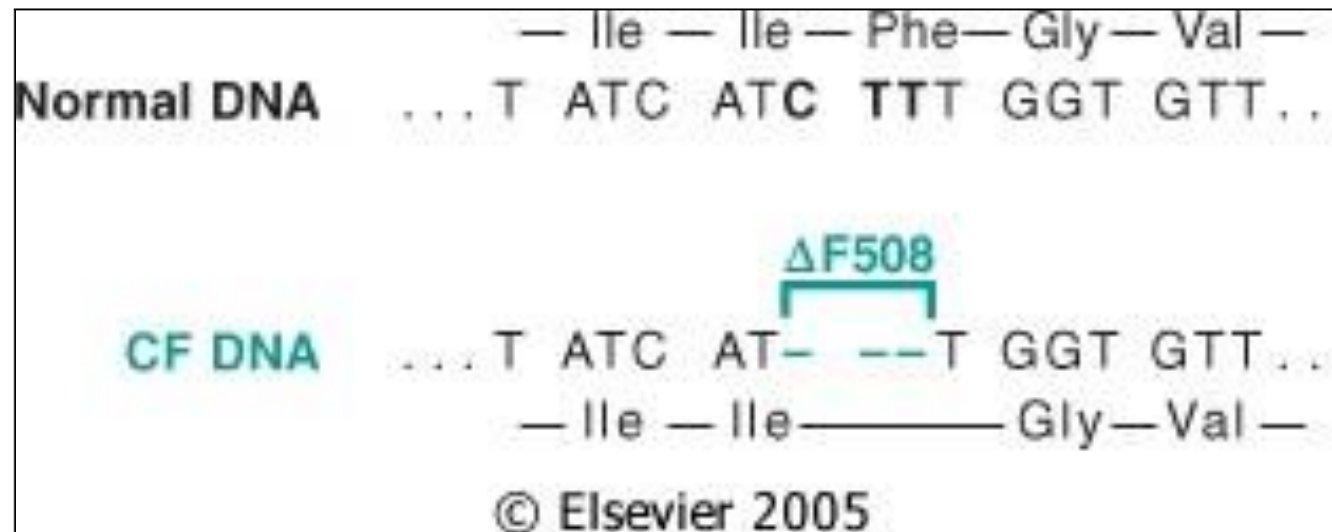 — Ile — Ile — Phe — Gly — Val —
Normal DNA ... T ATC ATC TTT GGT GTT . .
ΔF508
CF DNA ... T ATC AT- --T GGT GTT . .
— Ile — Ile ——— Gly — Val —
© Elsevier 2005